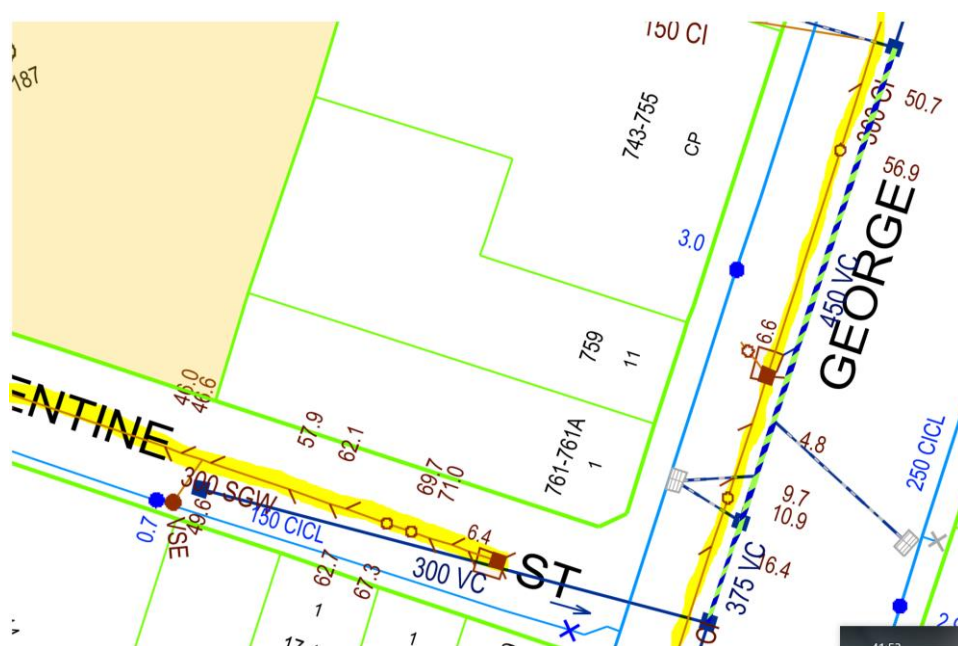 150 CI
187
743-755
CP
300 CI
50.7
56.9
3.0
GEORGE
450 VC
6.6
759
11
46.0
46.6
ENTINE
57.9
62.1
69.7
71.0
761-761A
1
4.8
250 CICL
300 SGW
49.6
150 CICL
0.7
VSE
6.4
ST
9.7
10.9
16.4
375 VC
300 VC
62.7
67.3
1
1